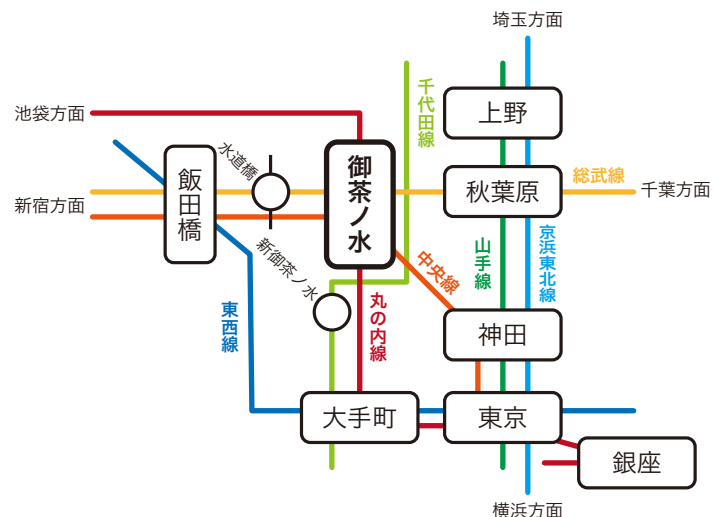 埼玉方面
池袋方面
千代田線
上野
水道橋
御茶ノ水
飯田橋
秋葉原
総武線
千葉方面
新宿方面
新御茶ノ水
中央線
山手線
京浜東北線
東西線
丸の内線
神田
大手町
東京
銀座
横浜方面